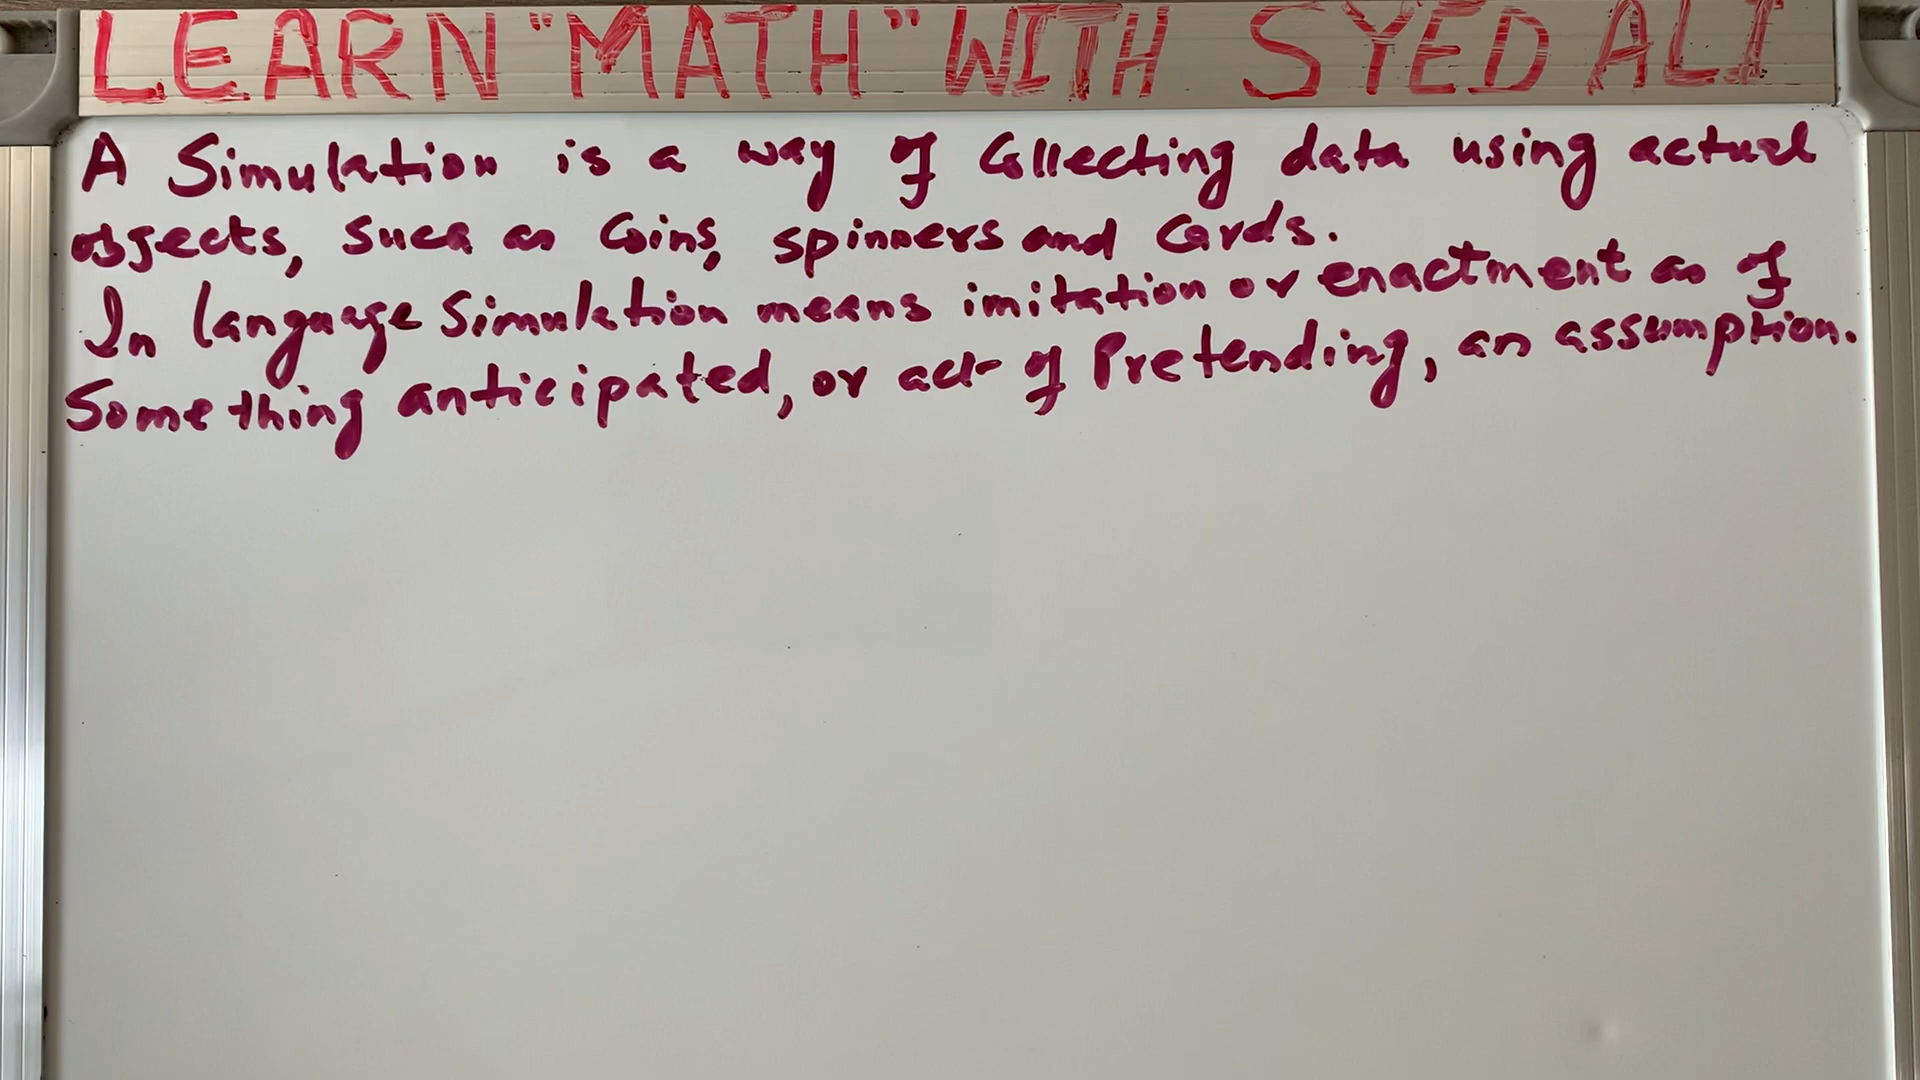 LEARN "MATH" WITH SYED ALI
A Simulation is a way of Collecting data using actual
objects, such as Coins, spinners and Cards.
In language Simulation means imitation or enactment as of
Something anticipated, or act of Pretending, an assumption.